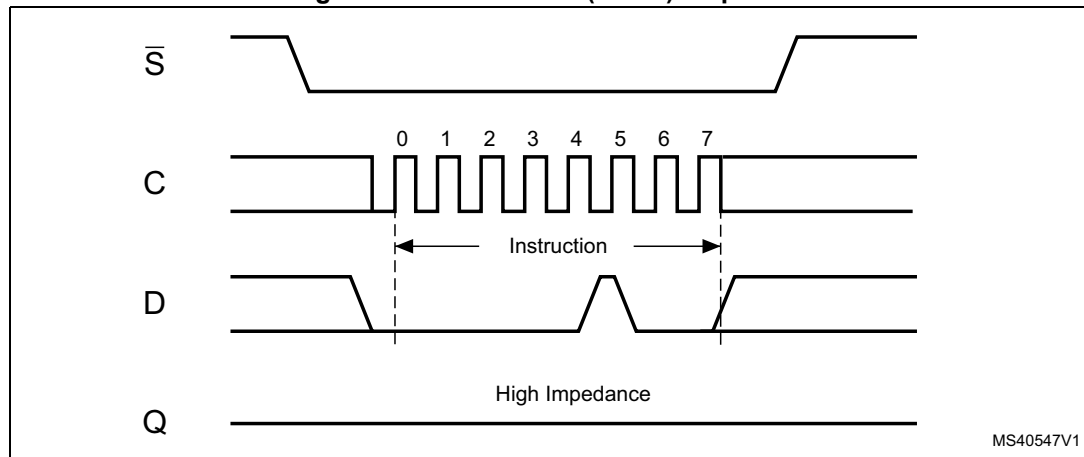 S̅
0 1 2 3 4 5 6 7
C
Instruction
D
High Impedance
Q
MS40547V1